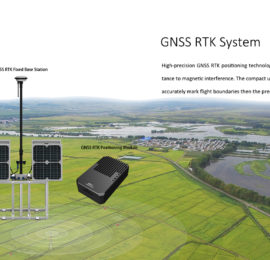 GNSS RTK System
High-precision GNSS RTK positioning technolog
tance to magnetic interference. The compact u
accurately mark flight boundaries then the pre
SS RTK Fixed Base Station
GNSS RTK Positioning Module